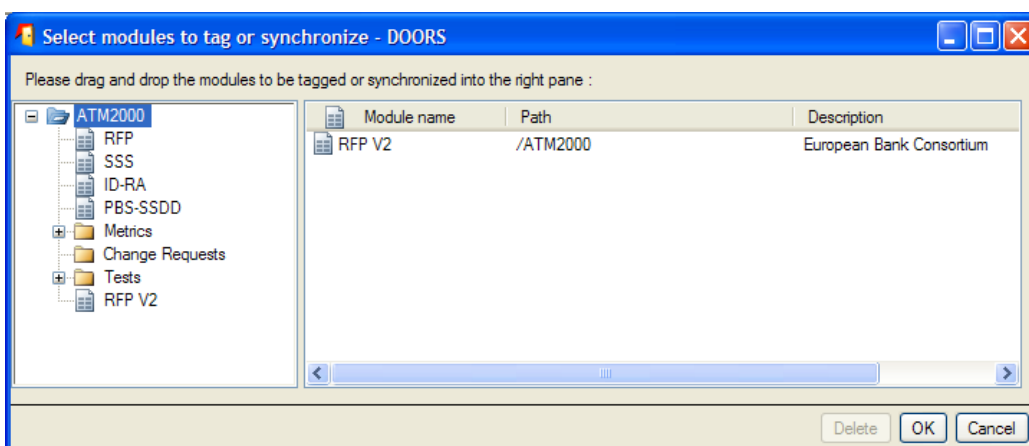 Select modules to tag or synchronize - DOORS
Please drag and drop the modules to be tagged or synchronized into the right pane :
ATM2000
RFP
SSS
ID-RA
PBS-SSDD
Metrics
Change Requests
Tests
RFP V2
Module name Path Description
RFP V2 /ATM2000 European Bank Consortium
Delete OK Cancel